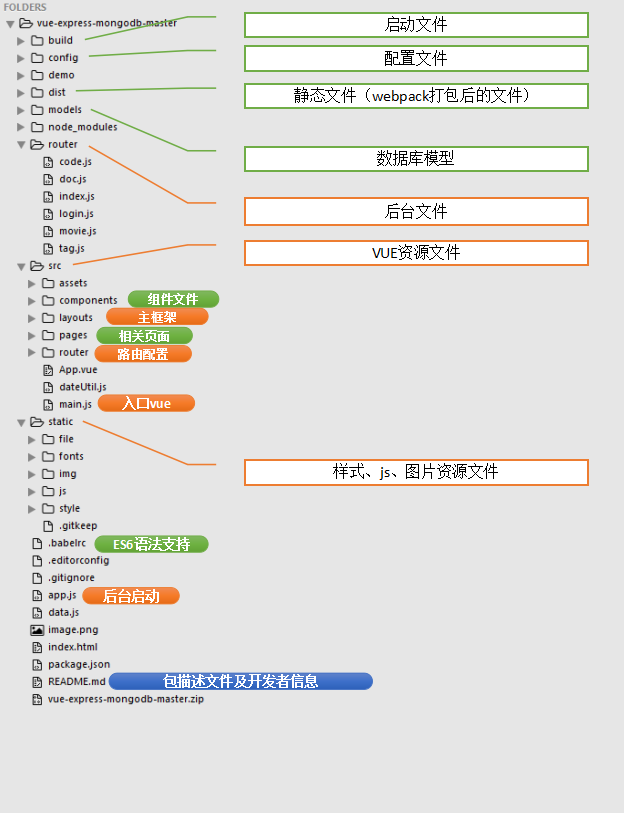 FOLDERS
vue-express-mongodb-master
启动文件
build
config
配置文件
demo
dist
静态文件（webpack打包后的文件）
models
node_modules
router
数据库模型
code.js
doc.js
index.js
login.js
后台文件
movie.js
tag.js
VUE资源文件
src
assets
components 组件文件
layouts 主框架
pages 相关页面
router 路由配置
App.vue
dateUtil.js
main.js 入口vue
static
file
fonts
img
样式、js、图片资源文件
js
style
.gitkeep
.babelrc ES6语法支持
.editorconfig
.gitignore
app.js 后台启动
data.js
image.png
index.html
package.json
README.md 包描述文件及开发者信息
vue-express-mongodb-master.zip